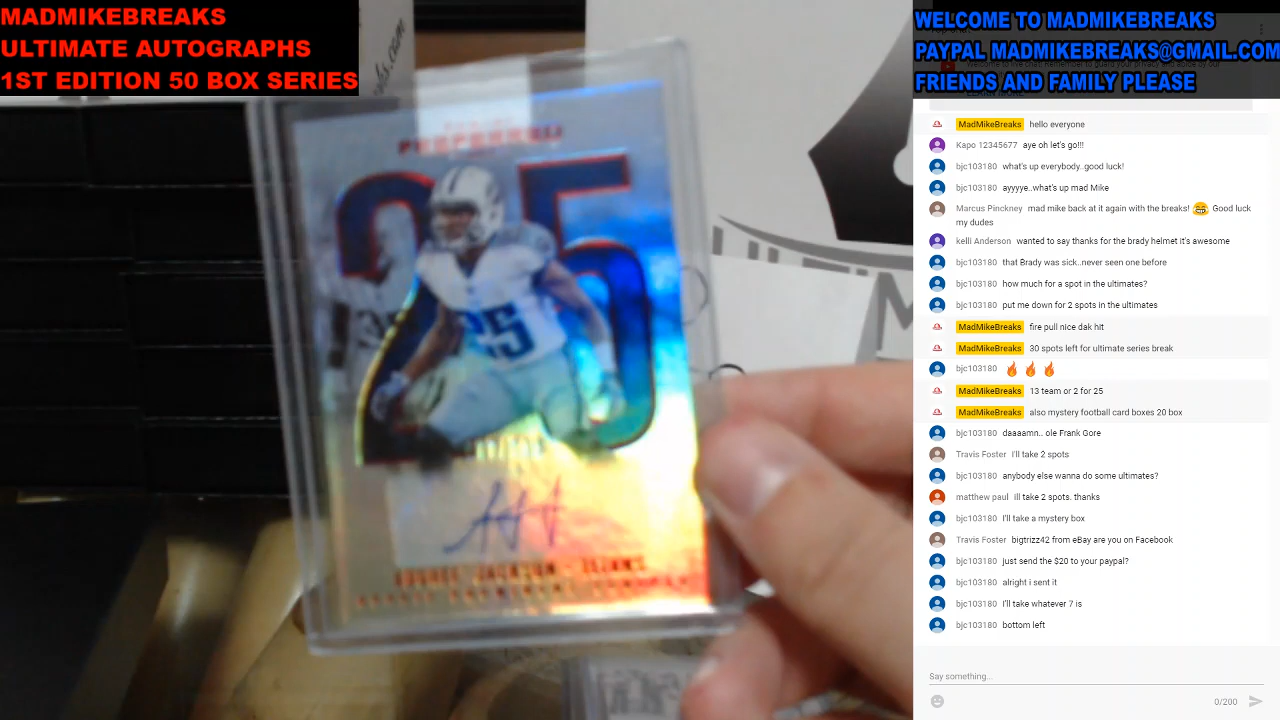 MADMIKEBREAKS
ULTIMATE AUTOGRAPHS
1ST EDITION 50 BOX SERIES
WELCOME TO MADMIKEBREAKS
PAYPAL MADMIKEBREAKS@GMAIL.COM
FRIENDS AND FAMILY PLEASE
25
25
JACKSON
MadMikeBreaks hello everyone
Kapo 12345677 aye oh let's go!!!
bjc103180 what's up everybody..good luck!
bjc103180 ayyyye..what's up mad Mike
Marcus Pinckney mad mike back at it again with the breaks! 😂 Good luck
my dudes
kelli Anderson wanted to say thanks for the brady helmet it's awesome
bjc103180 that Brady was sick..never seen one before
bjc103180 how much for a spot in the ultimates?
bjc103180 put me down for 2 spots in the ultimates
MadMikeBreaks fire pull nice dak hit
MadMikeBreaks 30 spots left for ultimate series break
bjc103180 🔥 🔥 🔥
MadMikeBreaks 13 team or 2 for 25
MadMikeBreaks also mystery football card boxes 20 box
bjc103180 daaaamn.. ole Frank Gore
Travis Foster I'll take 2 spots
bjc103180 anybody else wanna do some ultimates?
matthew paul ill take 2 spots. thanks
bjc103180 I'll take a mystery box
Travis Foster bigtrizz42 from eBay are you on Facebook
bjc103180 just send the $20 to your paypal?
bjc103180 alright i sent it
bjc103180 I'll take whatever 7 is
bjc103180 bottom left
Say something...
0/200